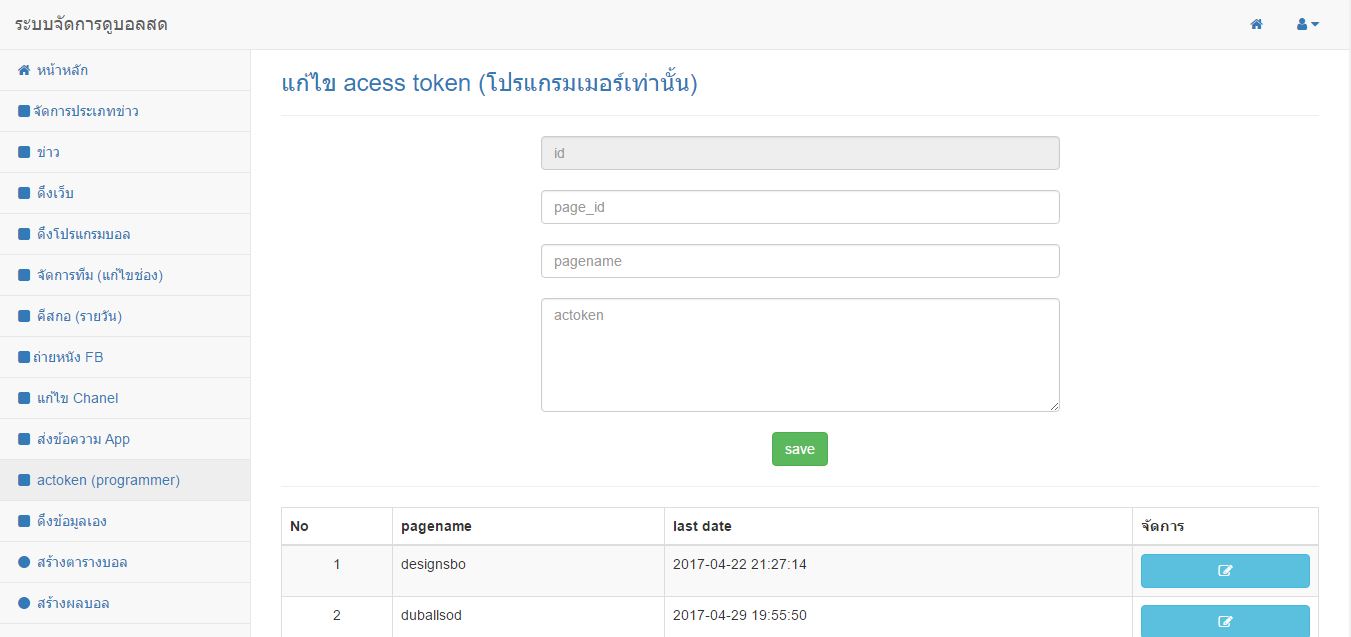 ระบบจัดการดูบอลสด
หน้าหลัก
จัดการประเภทข่าว
ข่าว
ดึงเว็บ
ดึงโปรแกรมบอล
จัดการทีม (แก้ไขช่อง)
คีสกอ (รายวัน)
ถ่ายหนัง FB
แก้ไข Chanel
ส่งข้อความ App
actoken (programmer)
ดึงข้อมูลเอง
สร้างตารางบอล
สร้างผลบอล
แก้ไข acess token (โปรแกรมเมอร์เท่านั้น)
id
page_id
pagename
actoken
save
No pagename last date จัดการ
1 designsbo 2017-04-22 21:27:14
2 duballsod 2017-04-29 19:55:50